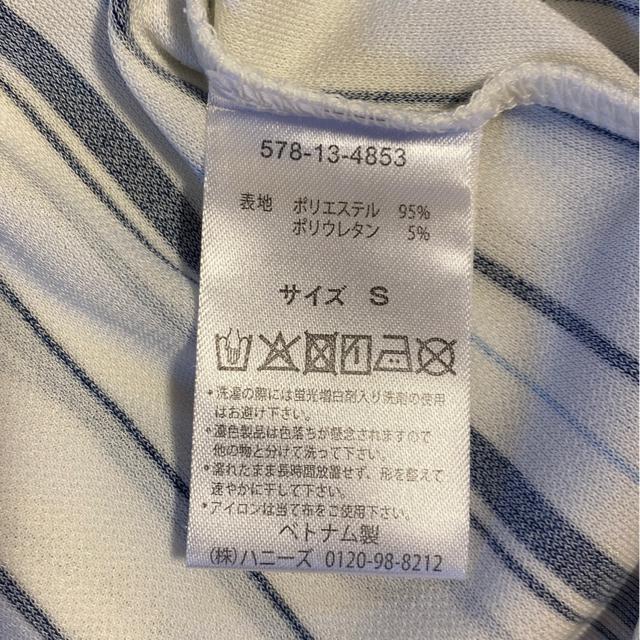 578-13-4853
表地 ポリエステル 95%
ポリウレタン 5%
サイズ S
*洗濯の際には蛍光増白剤入り洗剤の使用
はお避け下さい。
*濃色製品は色落ちが懸念されますので
他の物と分けて洗って下さい。
*濡れたまま長時間放置せず、形を整えて
速やかに干して下さい。
*アイロンは当て布をご使用下さい。
ベトナム製
(株)ハニーズ 0120-98-8212